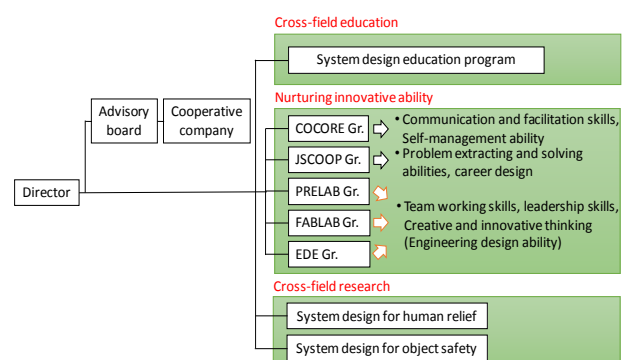 Cross-field education
System design education program
Nurturing innovative ability
Advisory
board
Cooperative
company
COCORE Gr.
• Communication and facilitation skills,
Self-management ability
JSCOOP Gr.
• Problem extracting and solving
abilities, career design
Director
PRELAB Gr.
FABLAB Gr.
EDE Gr.
• Team working skills, leadership skills,
Creative and innovative thinking
(Engineering design ability)
Cross-field research
System design for human relief
System design for object safety